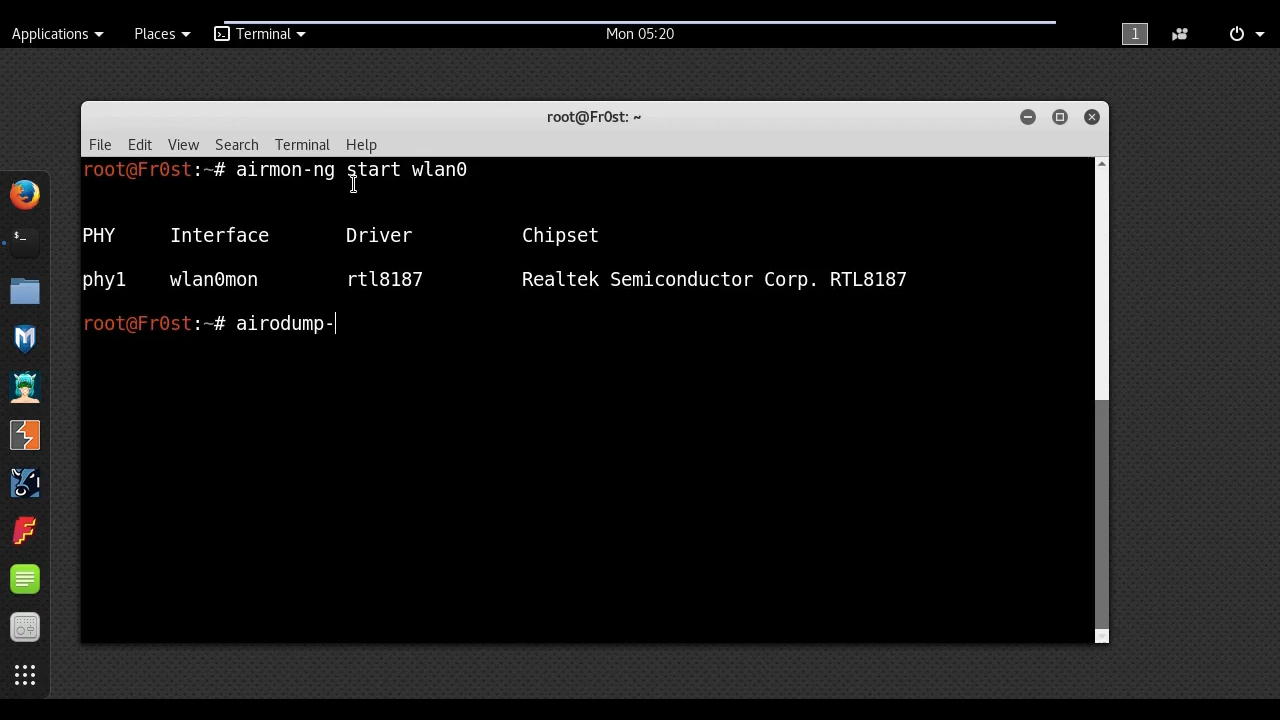 Applications Places Terminal Mon 05:20 1
root@Fr0st: ~
File Edit View Search Terminal Help
root@Fr0st:~# airmon-ng start wlan0
PHY Interface Driver Chipset
phy1 wlan0mon rtl8187 Realtek Semiconductor Corp. RTL8187
root@Fr0st:~# airodump-